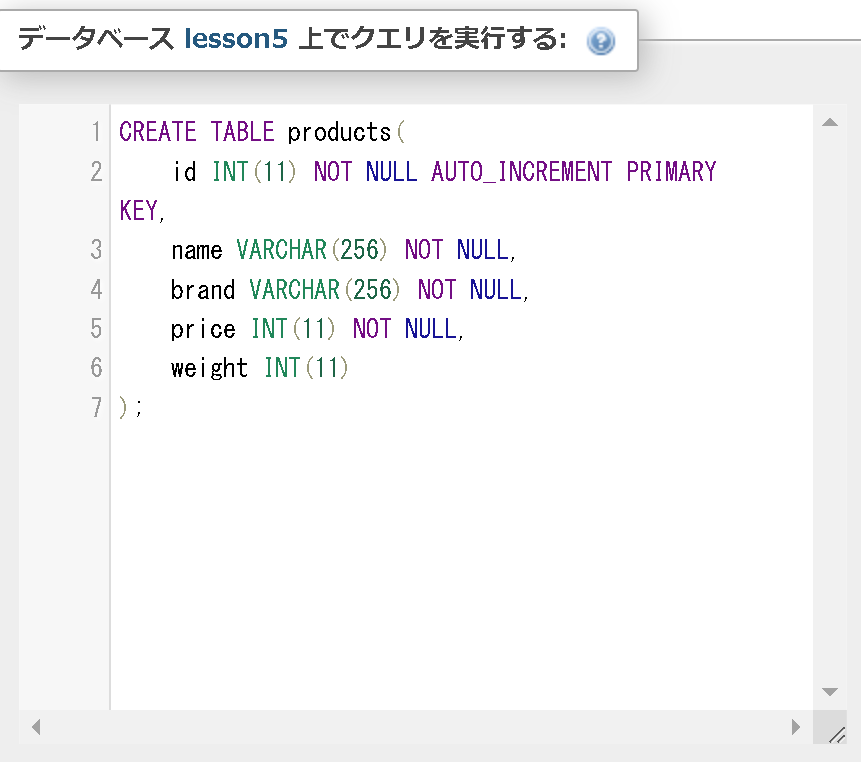 データベース lesson5 上でクエリを実行する:
1 CREATE TABLE products(
2     id INT(11) NOT NULL AUTO_INCREMENT PRIMARY
KEY,
3     name VARCHAR(256) NOT NULL,
4     brand VARCHAR(256) NOT NULL,
5     price INT(11) NOT NULL,
6     weight INT(11)
7 );